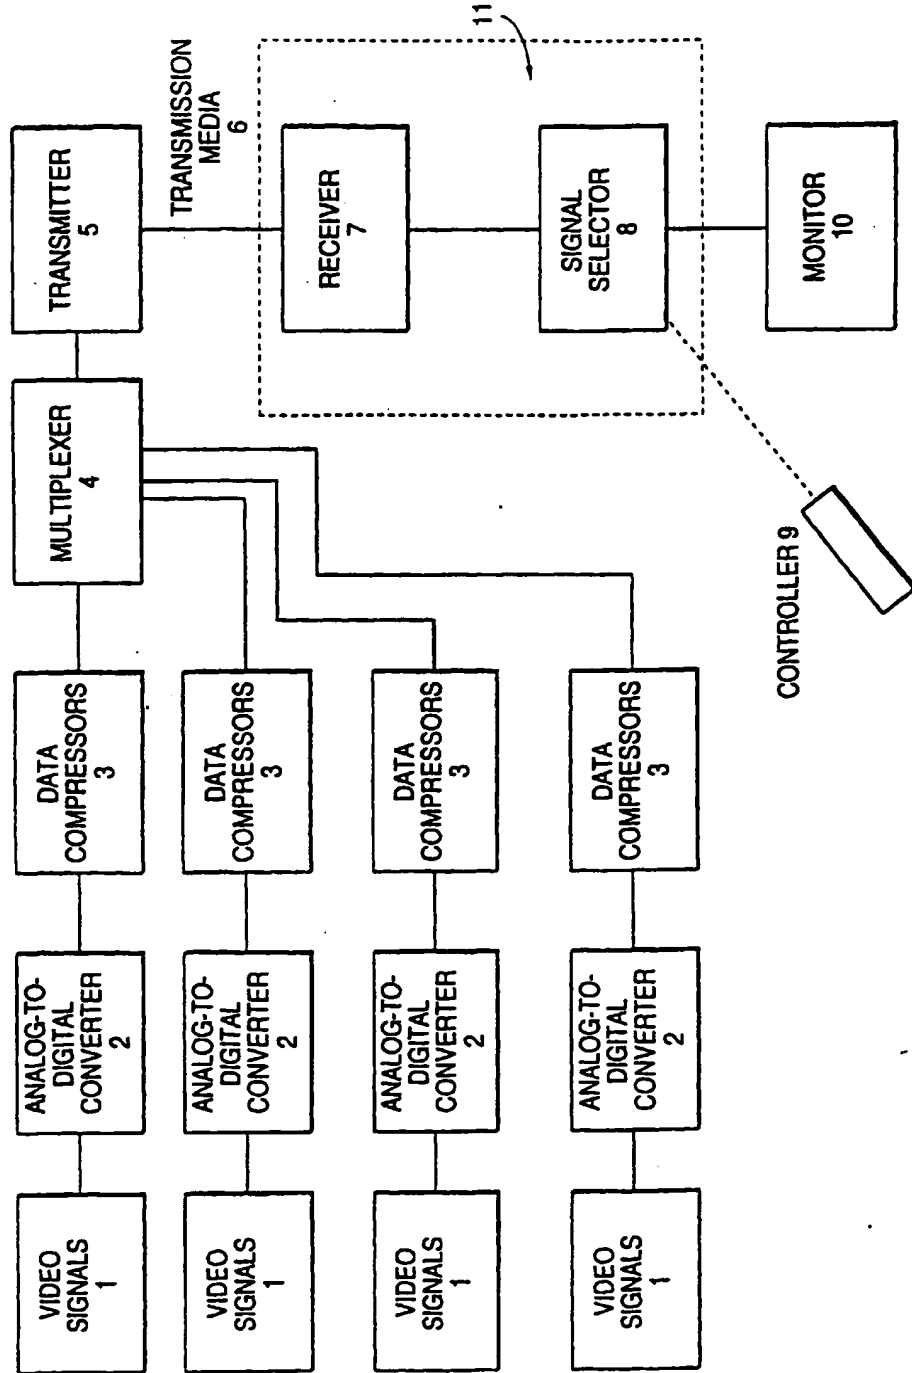 VIDEO
SIGNALS
1
ANALOG-TO-
DIGITAL
CONVERTER
2
DATA
COMPRESSORS
3
MULTIPLEXER
4
TRANSMITTER
5
VIDEO
SIGNALS
1
ANALOG-TO-
DIGITAL
CONVERTER
2
DATA
COMPRESSORS
3
TRANSMISSION
MEDIA
6
VIDEO
SIGNALS
1
ANALOG-TO-
DIGITAL
CONVERTER
2
DATA
COMPRESSORS
3
RECEIVER
7
11
VIDEO
SIGNALS
1
ANALOG-TO-
DIGITAL
CONVERTER
2
DATA
COMPRESSORS
3
SIGNAL
SELECTOR
8
CONTROLLER 9
MONITOR
10